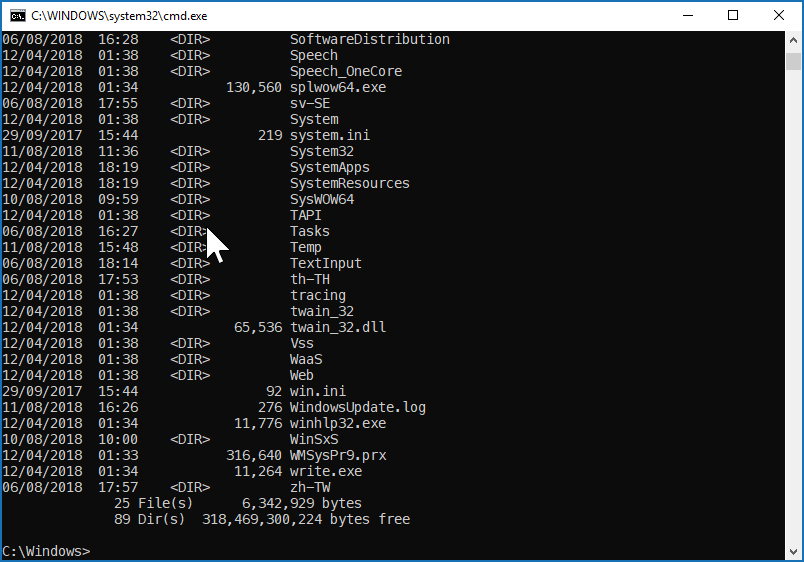 C:\WINDOWS\system32\cmd.exe
06/08/2018  16:28    <DIR>          SoftwareDistribution
12/04/2018  01:38    <DIR>          Speech
12/04/2018  01:38    <DIR>          Speech_OneCore
12/04/2018  01:34           130,560 splwow64.exe
06/08/2018  17:55    <DIR>          sv-SE
12/04/2018  01:38    <DIR>          System
29/09/2017  15:44               219 system.ini
11/08/2018  11:36    <DIR>          System32
12/04/2018  18:19    <DIR>          SystemApps
12/04/2018  18:19    <DIR>          SystemResources
10/08/2018  09:59    <DIR>          SysWOW64
12/04/2018  01:38    <DIR>          TAPI
06/08/2018  16:27    <DIR>          Tasks
11/08/2018  15:48    <DIR>          Temp
06/08/2018  18:14    <DIR>          TextInput
06/08/2018  17:53    <DIR>          th-TH
12/04/2018  01:38    <DIR>          tracing
12/04/2018  01:38    <DIR>          twain_32
12/04/2018  01:34            65,536 twain_32.dll
12/04/2018  01:38    <DIR>          Vss
12/04/2018  01:38    <DIR>          WaaS
12/04/2018  01:38    <DIR>          Web
29/09/2017  15:44                92 win.ini
11/08/2018  16:26               276 WindowsUpdate.log
12/04/2018  01:34            11,776 winhlp32.exe
10/08/2018  10:00    <DIR>          WinSxS
12/04/2018  01:33           316,640 WMSysPr9.prx
12/04/2018  01:34            11,264 write.exe
06/08/2018  17:57    <DIR>          zh-TW
              25 File(s)      6,342,929 bytes
              89 Dir(s)  318,469,300,224 bytes free
C:\Windows>